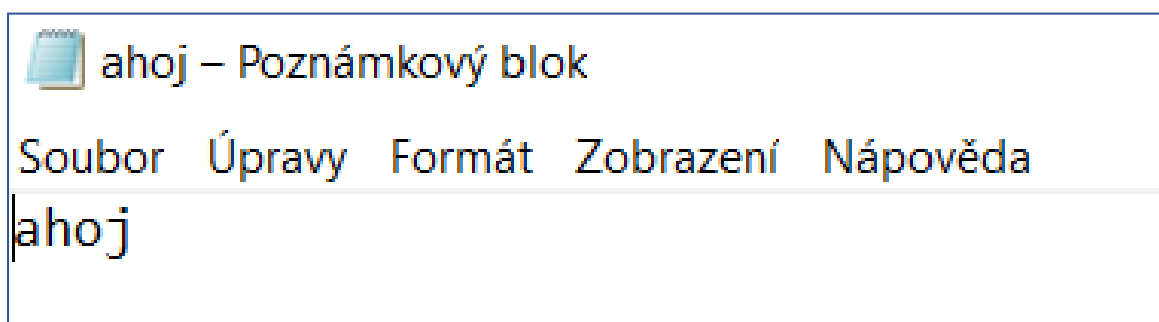 ahoj – Poznámkový blok
Soubor Úpravy Formát Zobrazení Nápověda
ahoj